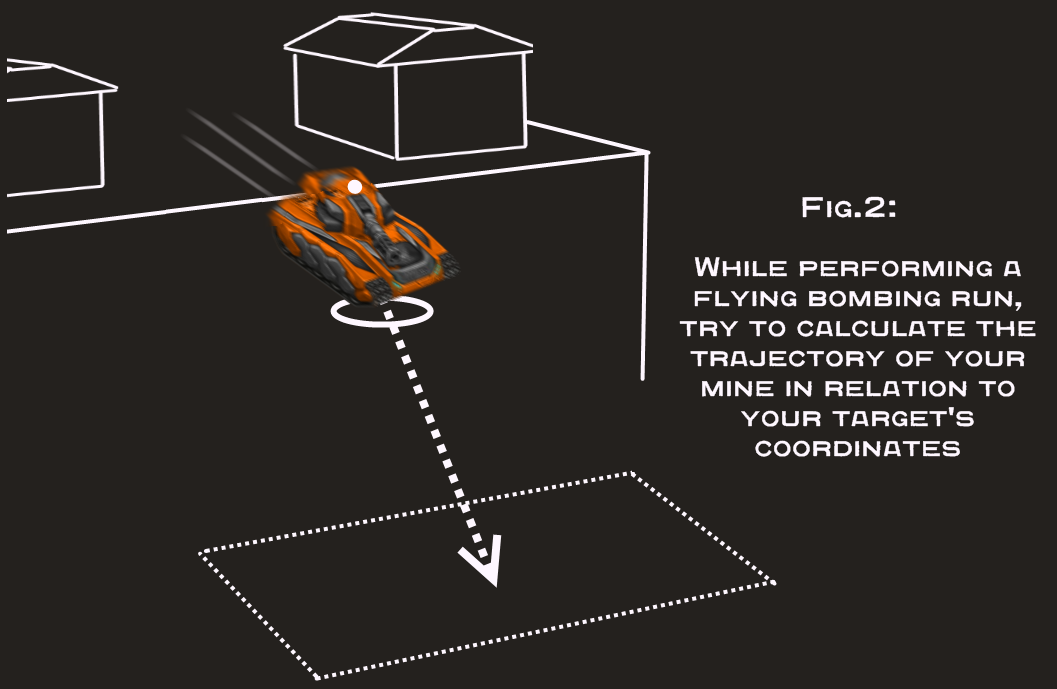 Fig.2:
While performing a
flying bombing run,
try to calculate the
trajectory of your
mine in relation to
your target's
coordinates